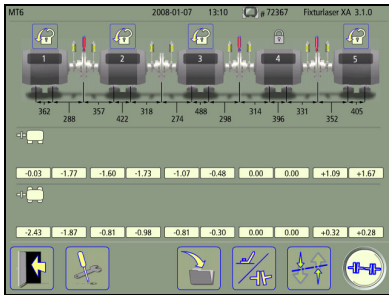 MT6 2008-01-07 13:10 # 72367 Fixturlaser XA 3.1.0
1 2 3 4 5
362 357 318 488 314 331 405
288 422 274 298 396 352
-0.03 -1.77 -1.60 -1.73 -1.07 -0.48 0.00 0.00 +1.09 +1.67
-2.43 -1.87 -0.81 -0.98 -0.81 -0.30 0.00 0.00 +0.32 +0.28